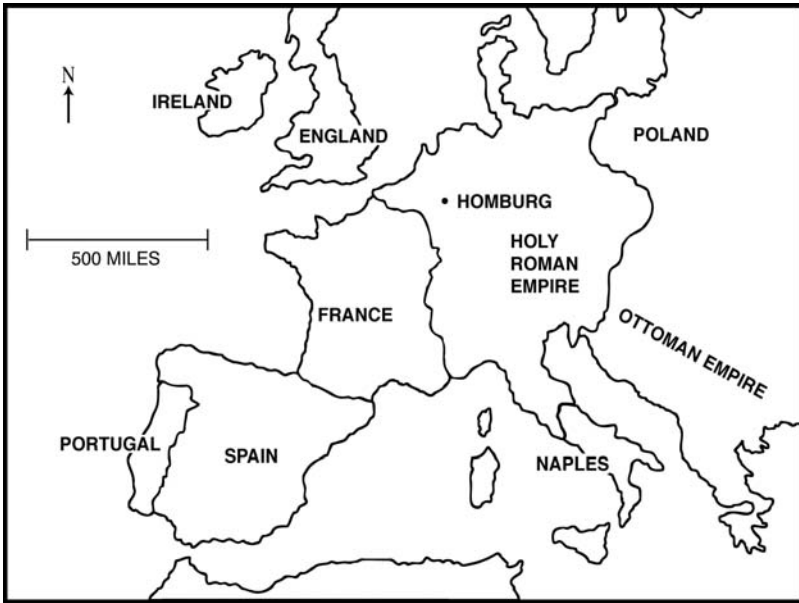 N
IRELAND
ENGLAND
POLAND
HOMBURG
HOLY
ROMAN
EMPIRE
500 MILES
FRANCE
OTTOMAN EMPIRE
PORTUGAL
SPAIN
NAPLES